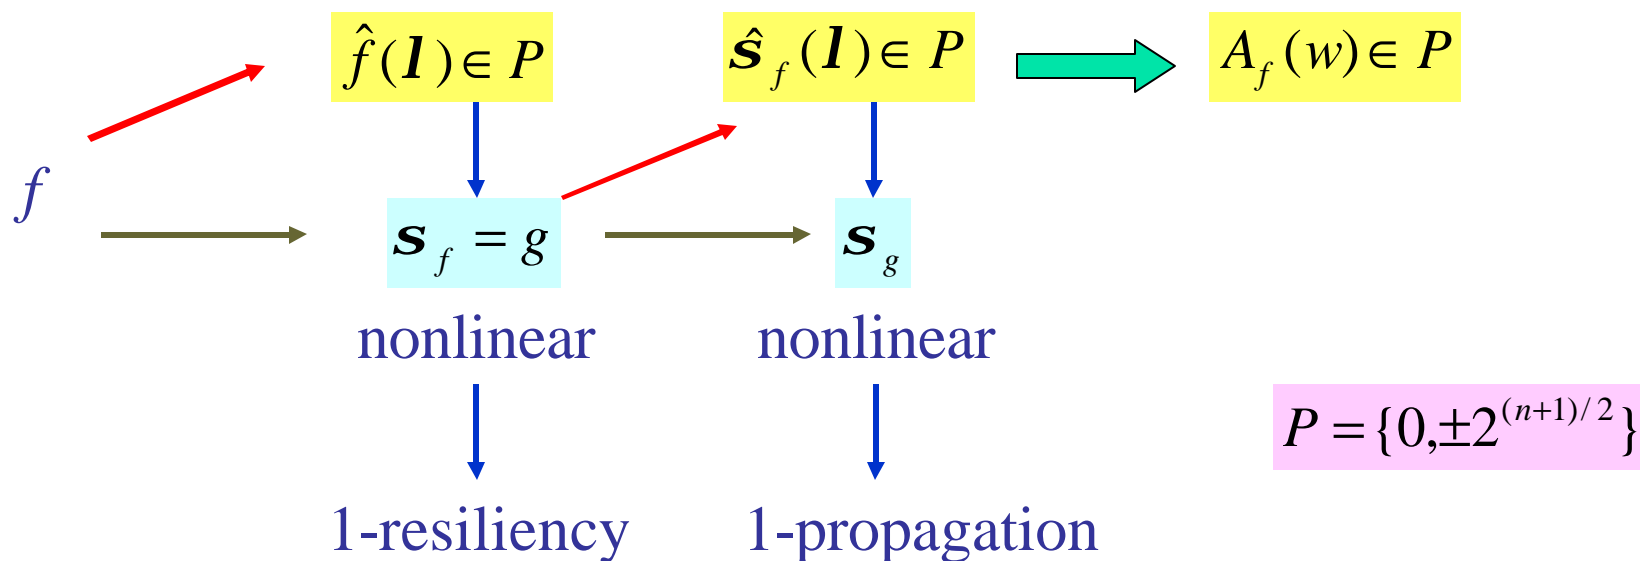 f̂(l)∈P
ŝ_f(l)∈P
A_f(w)∈P
f
s_f = g
s_g
nonlinear
nonlinear
P = {0,±2^{(n+1)/2}}
1-resiliency
1-propagation